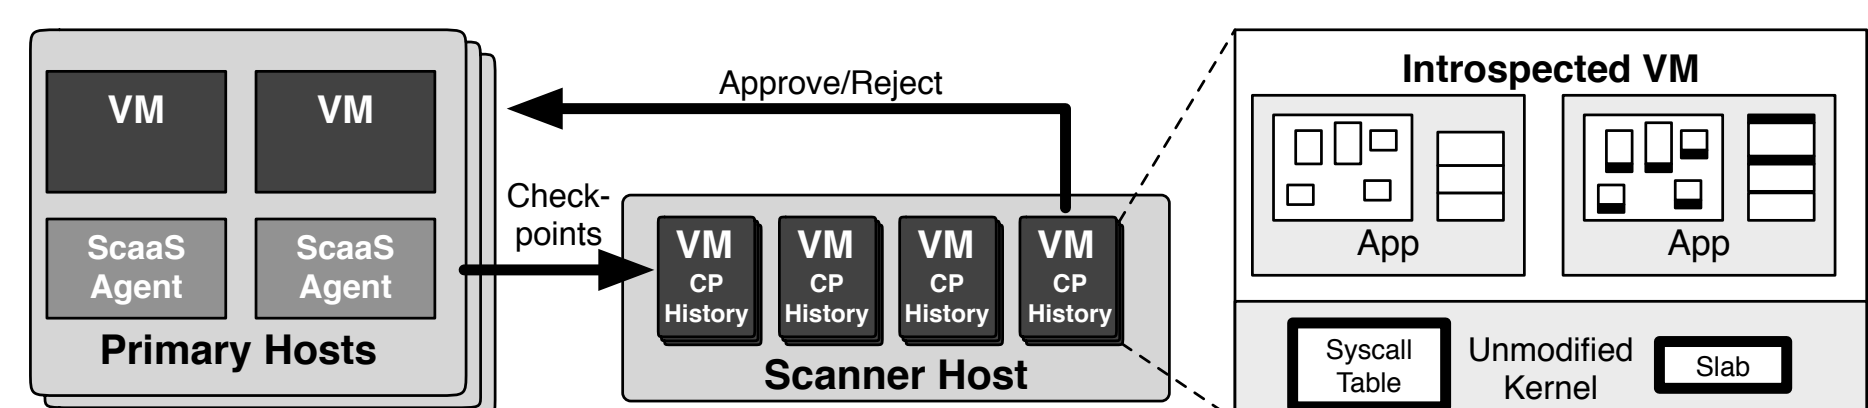 VM
VM
ScaaS
Agent
ScaaS
Agent
Primary Hosts
Approve/Reject
Check-
points
VM
CP
History
VM
CP
History
VM
CP
History
VM
CP
History
Scanner Host
Introspected VM
App
App
Syscall
Table
Unmodified
Kernel
Slab